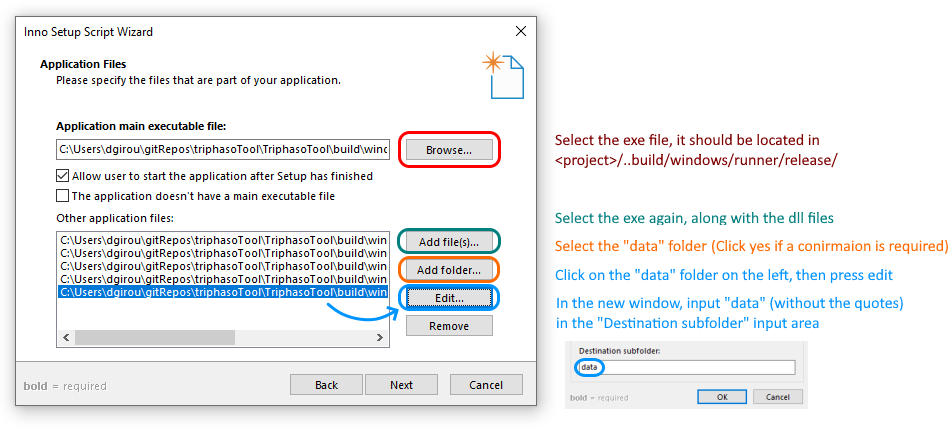 Inno Setup Script Wizard
Application Files
Please specify the files that are part of your application.
Application main executable file:
C:\Users\dgirou\gitRepos\triphasoTool\TriphasoTool\build\winc
Browse...
Select the exe file, it should be located in
<project>/..build/windows/runner/release/
Allow user to start the application after Setup has finished
The application doesn't have a main executable file
Other application files:
Select the exe again, along with the dll files
C:\Users\dgirou\gitRepos\triphasoTool\TriphasoTool\build\win
C:\Users\dgirou\gitRepos\triphasoTool\TriphasoTool\build\win
C:\Users\dgirou\gitRepos\triphasoTool\TriphasoTool\build\win
C:\Users\dgirou\gitRepos\triphasoTool\TriphasoTool\build\win
C:\Users\dgirou\gitRepos\triphasoTool\TriphasoTool\build\win
Add file(s)...
Add folder...
Edit...
Remove
Select the "data" folder (Click yes if a conirmaion is required)
Click on the "data" folder on the left, then press edit
In the new window, input "data" (without the quotes)
in the "Destination subfolder" input area
Destination subfolder:
data
bold = required
OK
Cancel
bold = required
Back
Next
Cancel